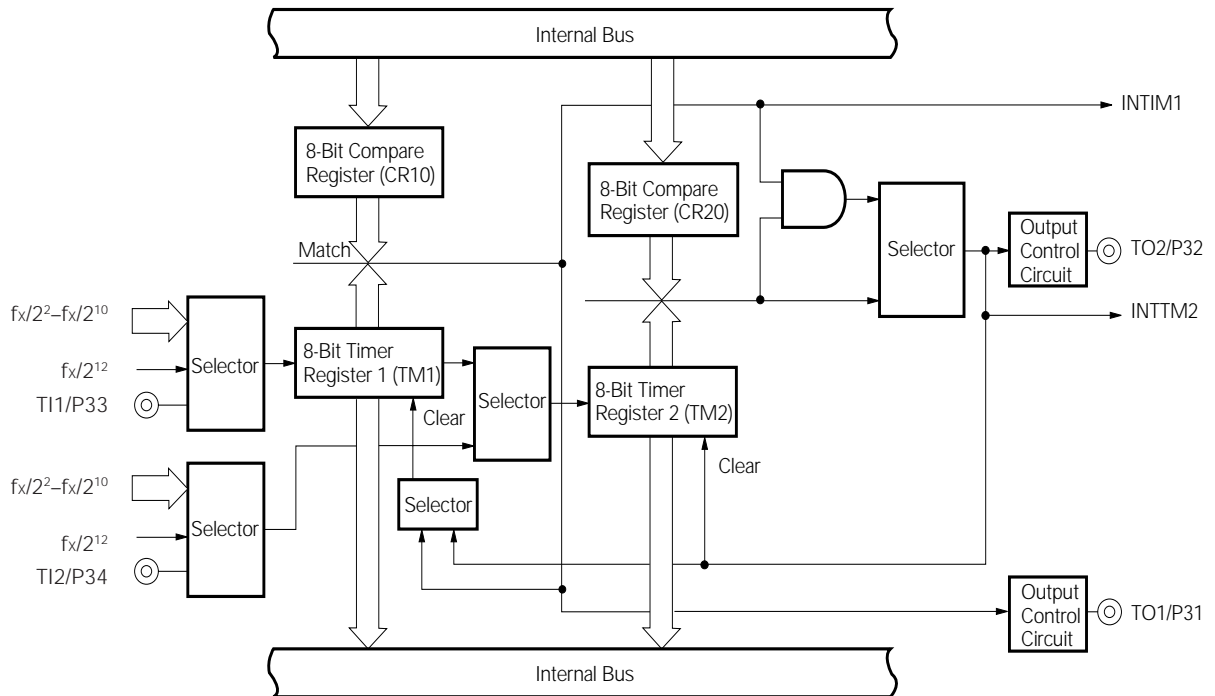 Internal Bus
INTIM1
8-Bit Compare
Register (CR10)
8-Bit Compare
Register (CR20)
Selector
Output
Control
Circuit
TO2/P32
Match
INTTM2
fx/2²–fx/2¹⁰
fx/2¹²
TI1/P33
Selector
8-Bit Timer
Register 1 (TM1)
Selector
8-Bit Timer
Register 2 (TM2)
Clear
Clear
fx/2²–fx/2¹⁰
fx/2¹²
TI2/P34
Selector
Selector
Output
Control
Circuit
TO1/P31
Internal Bus